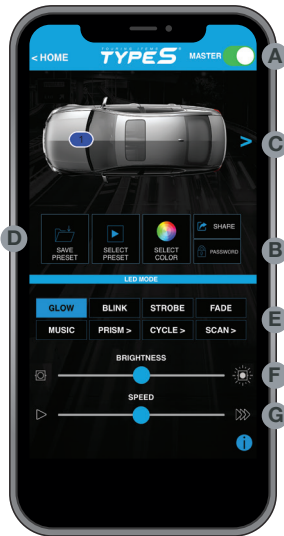 < HOME
TOURING ITEMS
TYPE S
MASTER
A
1
>
C
D
SAVE
PRESET
SELECT
PRESET
SELECT
COLOR
SHARE
PASSWORD
B
LED MODE
GLOW BLINK STROBE FADE
MUSIC PRISM > CYCLE > SCAN >
E
BRIGHTNESS
F
SPEED
G
i